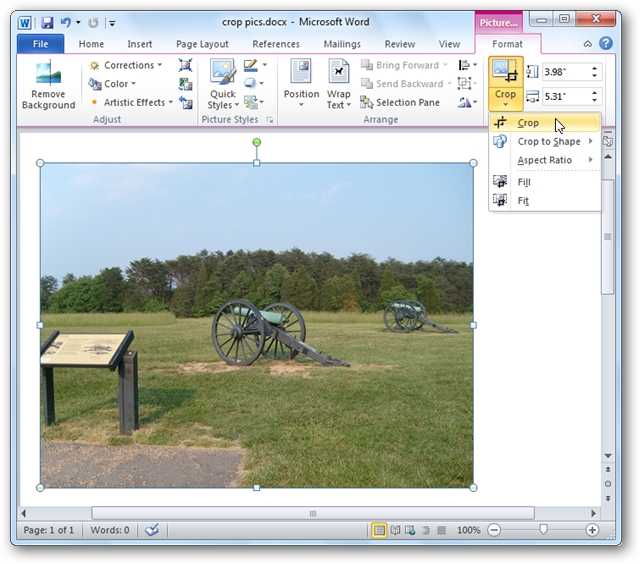 crop pics.docx - Microsoft Word
Picture...
File Home Insert Page Layout References Mailings Review View Format
Remove Background
Corrections
Color
Artistic Effects
Adjust
Quick Styles
Picture Styles
Position
Wrap Text
Bring Forward
Send Backward
Selection Pane
Arrange
Crop
3.98"
5.31"
Crop
Crop to Shape
Aspect Ratio
Fill
Fit
Page: 1 of 1 Words: 0 100%